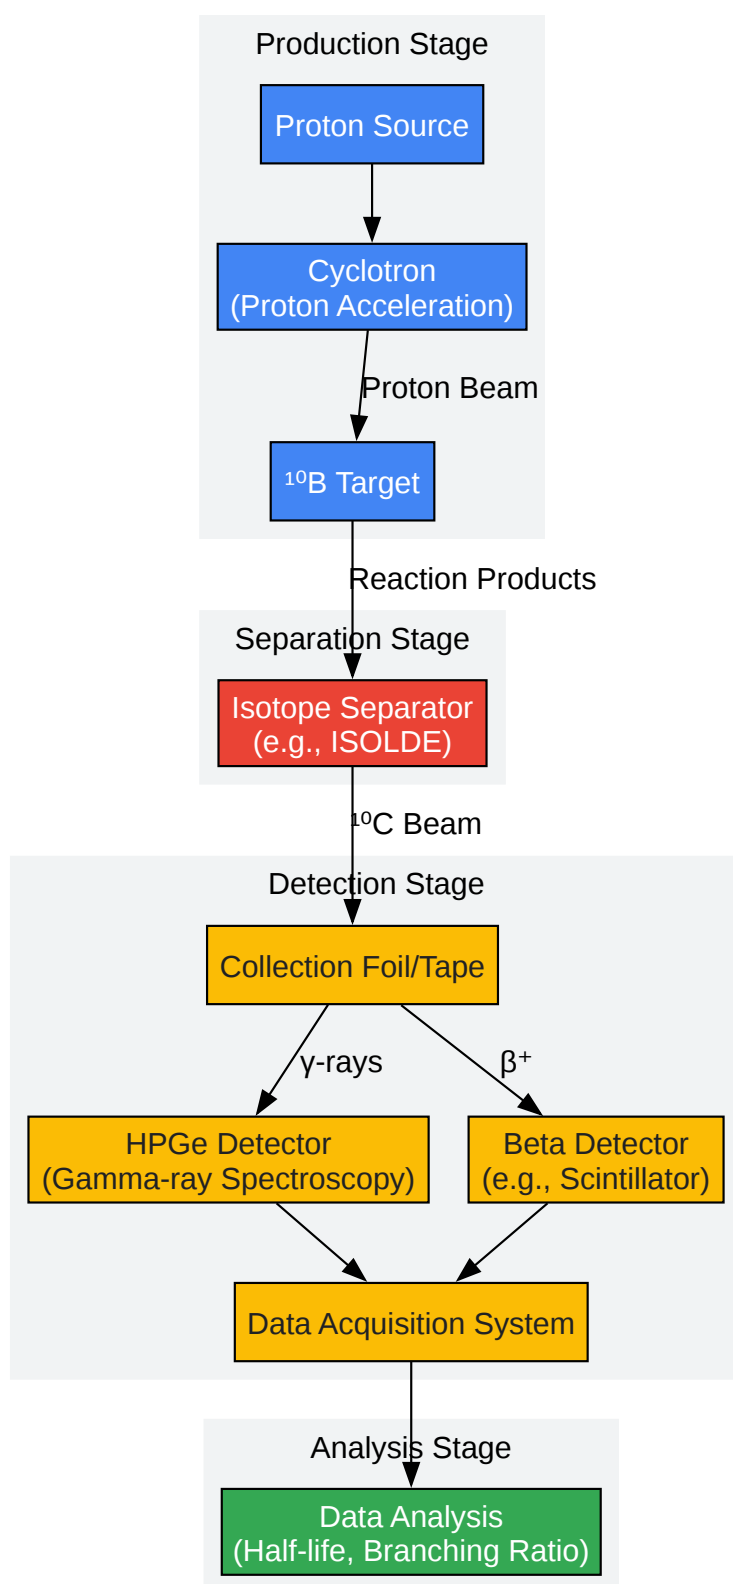 Production Stage
Proton Source
Cyclotron
(Proton Acceleration)
Proton Beam
¹⁰B Target
Reaction Products
Separation Stage
Isotope Separator
(e.g., ISOLDE)
¹⁰C Beam
Detection Stage
Collection Foil/Tape
γ-rays
β⁺
HPGe Detector
(Gamma-ray Spectroscopy)
Beta Detector
(e.g., Scintillator)
Data Acquisition System
Analysis Stage
Data Analysis
(Half-life, Branching Ratio)